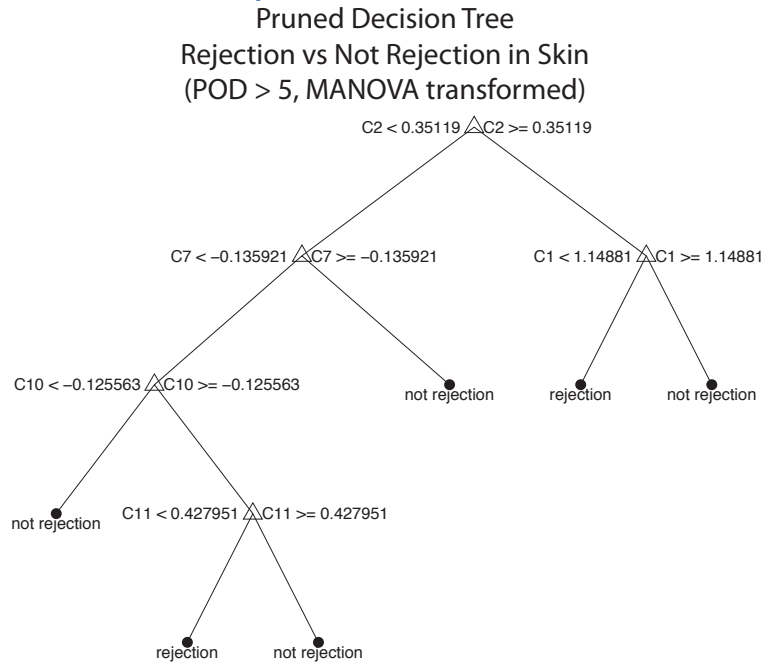 Pruned Decision Tree
Rejection vs Not Rejection in Skin
(POD > 5, MANOVA transformed)
C2 < 0.35119 C2 >= 0.35119
C7 < −0.135921 C7 >= −0.135921 C1 < 1.14881 C1 >= 1.14881
C10 < −0.125563 C10 >= −0.125563
not rejection rejection not rejection
C11 < 0.427951 C11 >= 0.427951
not rejection
rejection not rejection